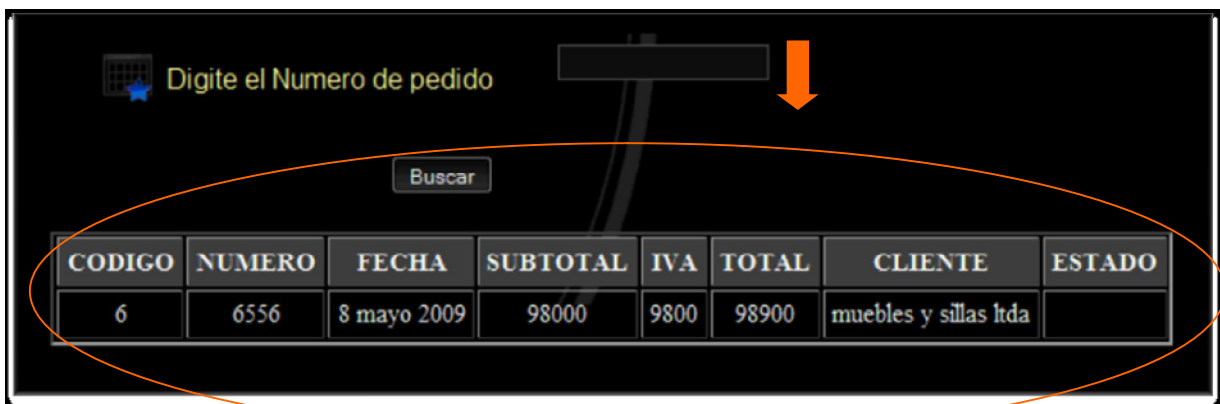 Digite el Numero de pedido
Buscar
CODIGO NUMERO FECHA SUBTOTAL IVA TOTAL CLIENTE ESTADO
6 6556 8 mayo 2009 98000 9800 98900 muebles y sillas ltda